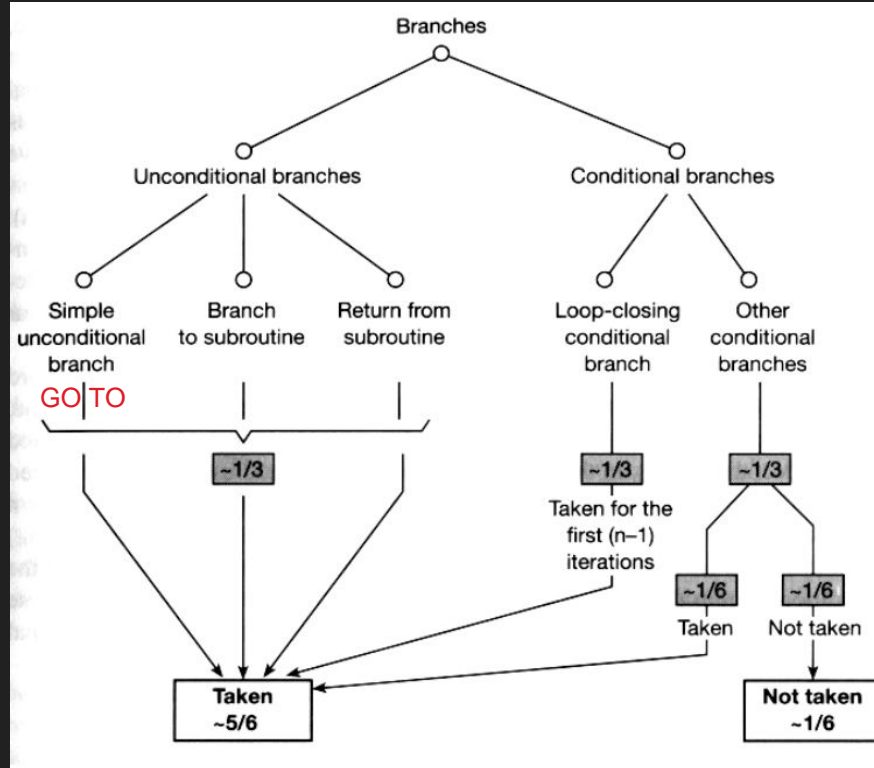 Branches
Unconditional branches
Conditional branches
Simple
unconditional
branch
Branch
to subroutine
Return from
subroutine
Loop-closing
conditional
branch
Other
conditional
branches
GO TO
~1/3
~1/3
~1/3
Taken for the
first (n–1)
iterations
~1/6
~1/6
Taken
Not taken
Taken
~5/6
Not taken
~1/6